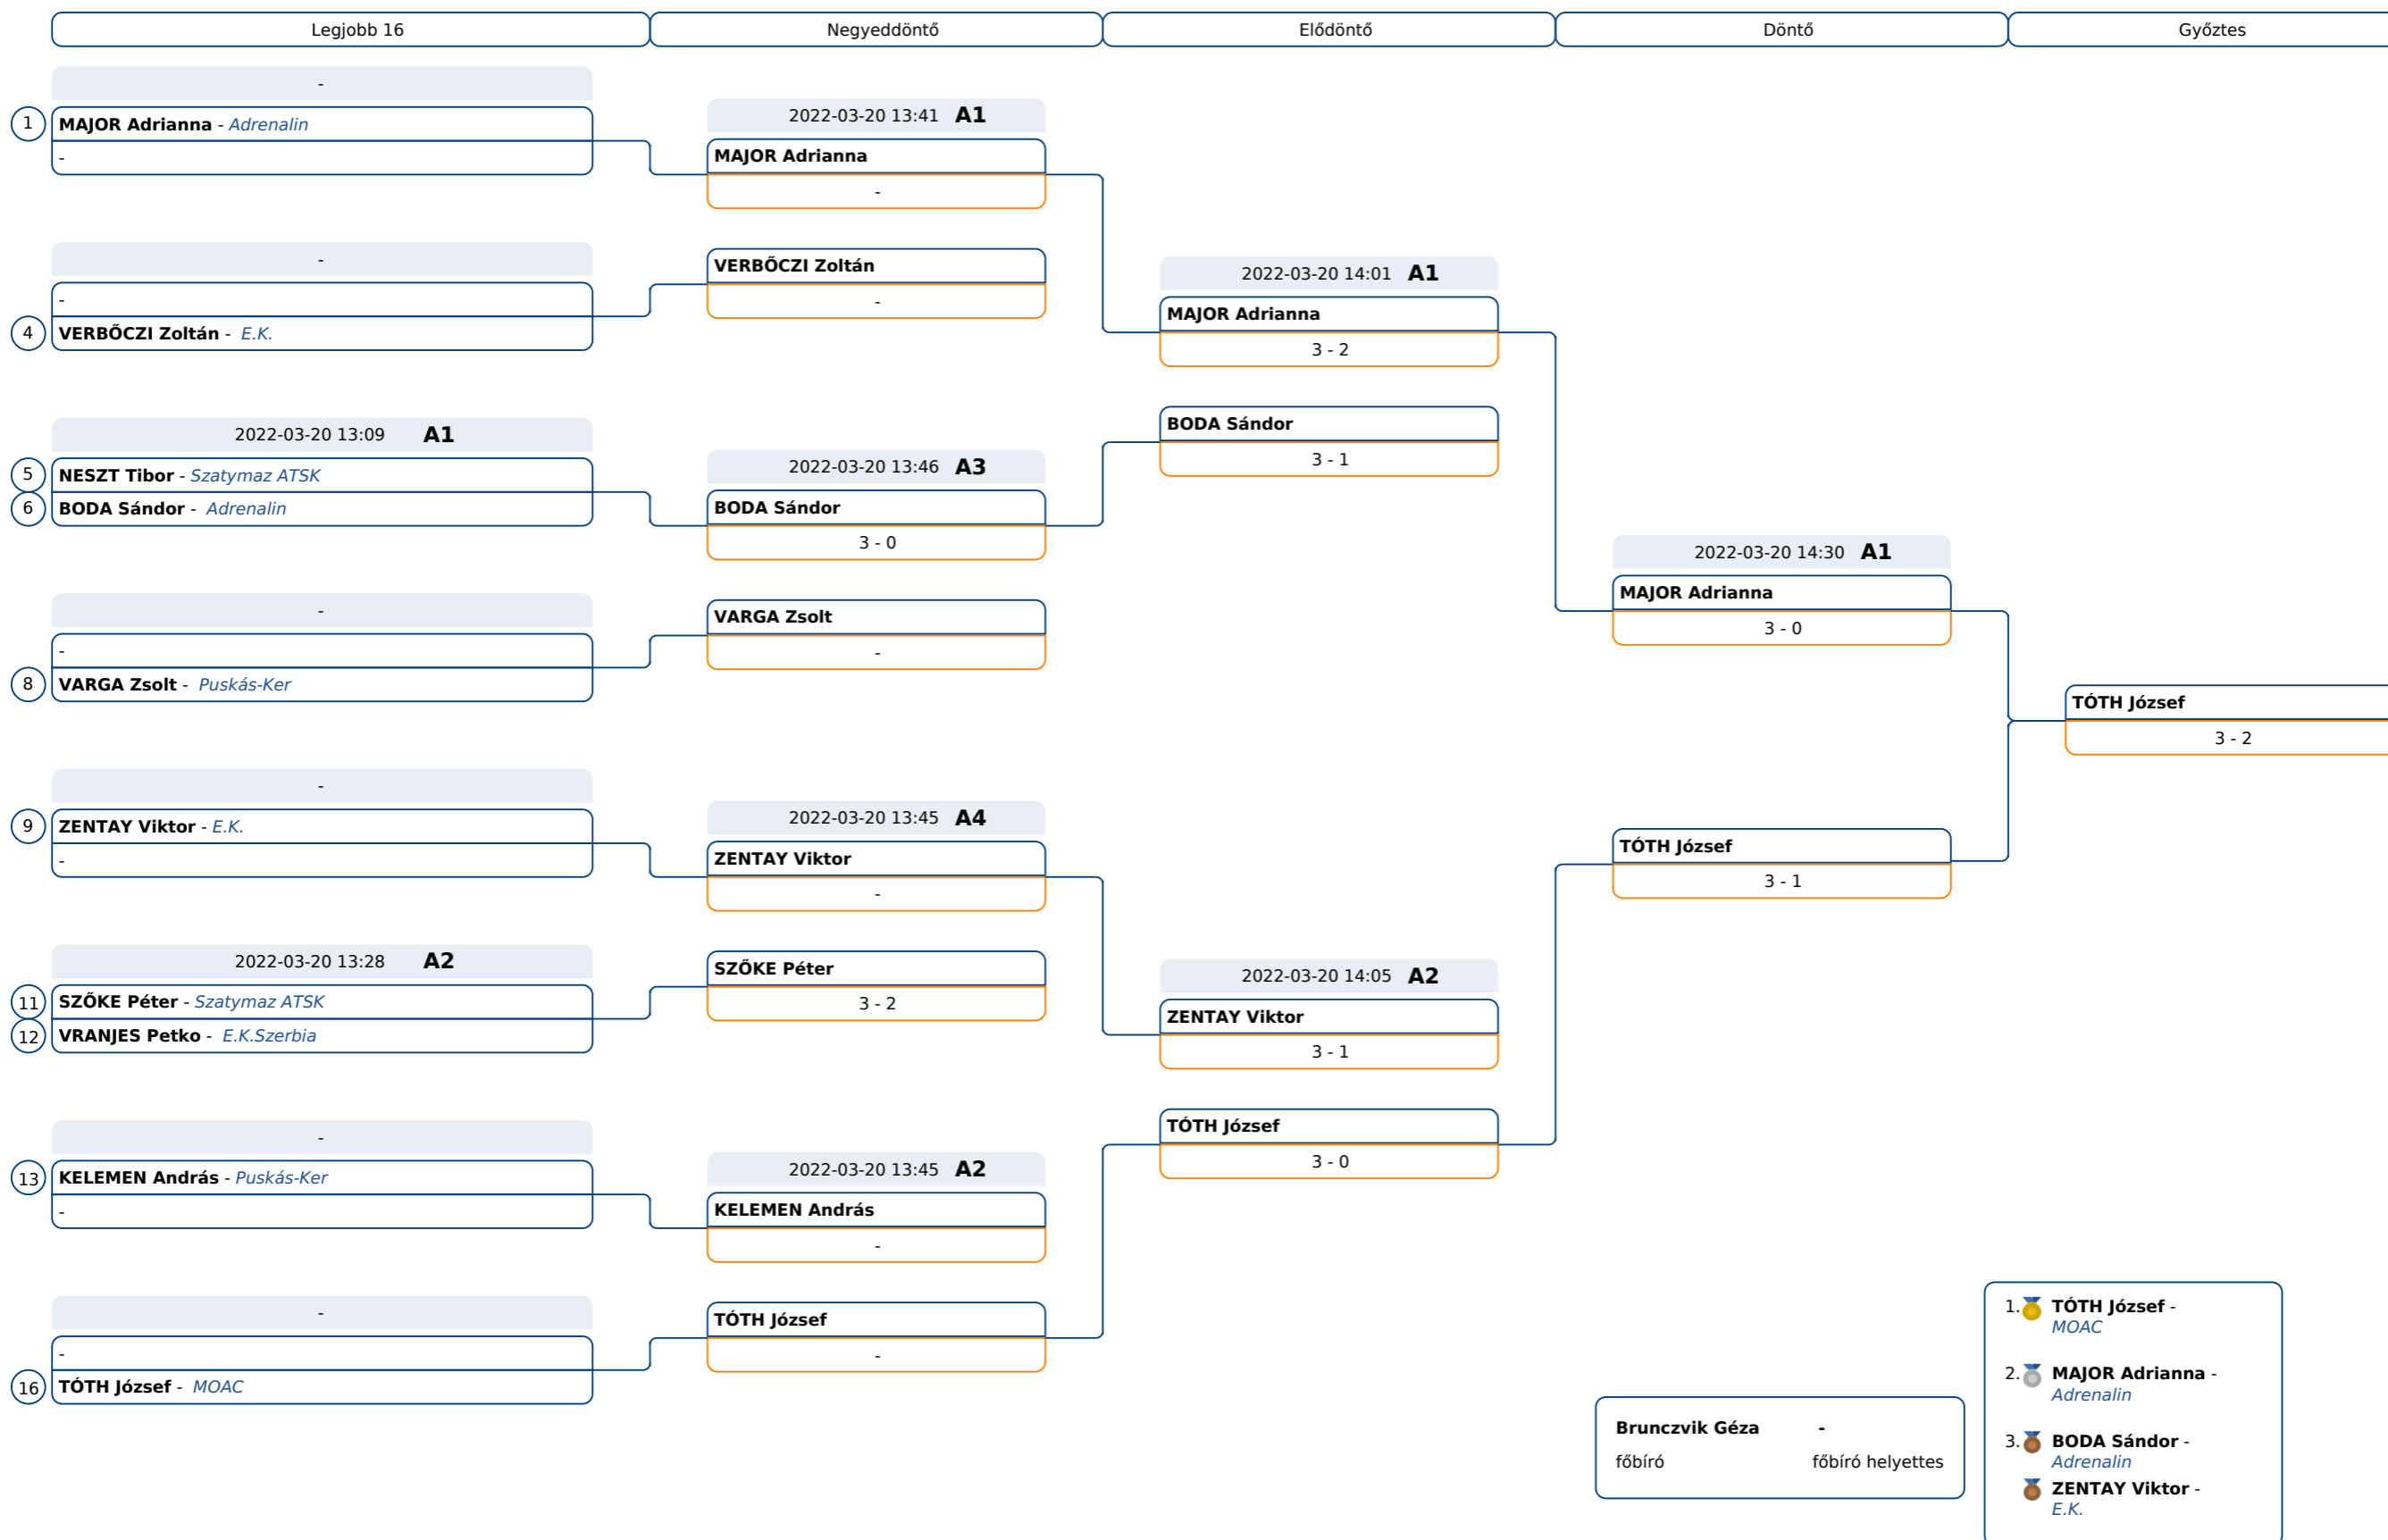 Legjobb 16
Negyeddöntő
Elődöntő
Döntő
Győztes
-
1 MAJOR Adrianna - Adrenalin
-
-
-
4 VERBŐCZI Zoltán - E.K.
2022-03-20 13:09 A1
5 NESZT Tibor - Szatymaz ATSK
6 BODA Sándor - Adrenalin
-
-
8 VARGA Zsolt - Puskás-Ker
-
9 ZENTAY Viktor - E.K.
-
2022-03-20 13:28 A2
11 SZŐKE Péter - Szatymaz ATSK
12 VRANJES Petko - E.K.Szerbia
-
13 KELEMEN András - Puskás-Ker
-
-
-
16 TÓTH József - MOAC
2022-03-20 13:41 A1
MAJOR Adrianna
-
VERBŐCZI Zoltán
-
2022-03-20 13:46 A3
BODA Sándor
3 - 0
VARGA Zsolt
-
2022-03-20 13:45 A4
ZENTAY Viktor
-
SZŐKE Péter
3 - 2
2022-03-20 13:45 A2
KELEMEN András
-
TÓTH József
-
2022-03-20 14:01 A1
MAJOR Adrianna
3 - 2
BODA Sándor
3 - 1
2022-03-20 14:05 A2
ZENTAY Viktor
3 - 1
TÓTH József
3 - 0
2022-03-20 14:30 A1
MAJOR Adrianna
3 - 0
TÓTH József
3 - 1
TÓTH József
3 - 2
Brunczvik Géza -
főbíró főbíró helyettes
1. TÓTH József -
MOAC
2. MAJOR Adrianna -
Adrenalin
3. BODA Sándor -
Adrenalin
ZENTAY Viktor -
E.K.